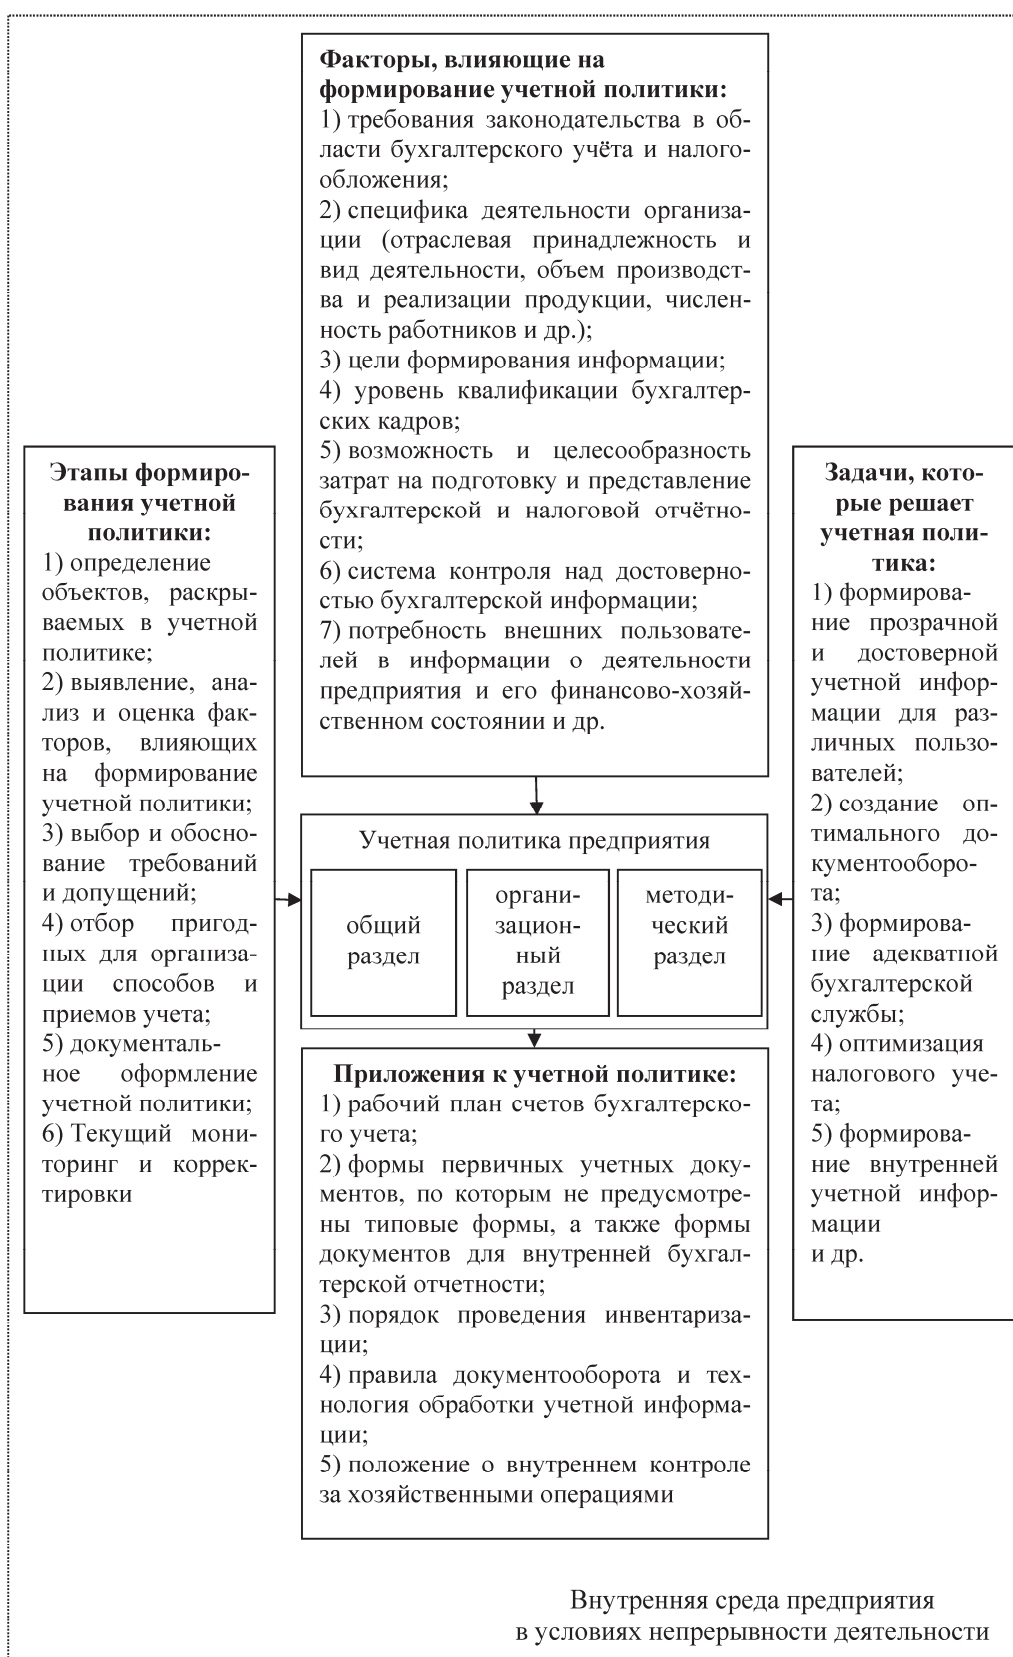 Факторы, влияющие на
формирование учетной политики:
1) требования законодательства в об-
ласти бухгалтерского учёта и налого-
обложения;
2) специфика деятельности организа-
ции (отраслевая принадлежность и
вид деятельности, объем производст-
ва и реализации продукции, числен-
ность работников и др.);
3) цели формирования информации;
4) уровень квалификации бухгалтер-
ских кадров;
5) возможность и целесообразность
затрат на подготовку и представление
бухгалтерской и налоговой отчётно-
сти;
6) система контроля над достоверно-
стью бухгалтерской информации;
7) потребность внешних пользовате-
лей в информации о деятельности
предприятия и его финансово-хозяй-
ственном состоянии и др.
Этапы формиро-
вания учетной
политики:
1) определение
объектов, раскры-
ваемых в учетной
политике;
2) выявление, ана-
лиз и оценка фак-
торов, влияющих
на формирование
учетной политики;
3) выбор и обосно-
вание требований
и допущений;
4) отбор пригод-
ных для организа-
ции способов и
приемов учета;
5) документаль-
ное оформление
учетной политики;
6) Текущий мони-
торинг и коррек-
тировки
Учетная политика предприятия
общий
раздел
органи-
зацион-
ный
раздел
методи-
ческий
раздел
Задачи, кото-
рые решает
учетная поли-
тика:
1) формирова-
ние прозрачной
и достоверной
учетной инфор-
мации для раз-
личных пользо-
вателей;
2) создание оп-
тимального до-
кументооборо-
та;
3) формирова-
ние адекватной
бухгалтерской
службы;
4) оптимизация
налогового уче-
та;
5) формирова-
ние внутренней
учетной инфор-
мации
и др.
Приложения к учетной политике:
1) рабочий план счетов бухгалтерско-
го учета;
2) формы первичных учетных доку-
ментов, по которым не предусмотре-
ны типовые формы, а также формы
документов для внутренней бухгал-
терской отчетности;
3) порядок проведения инвентариза-
ции;
4) правила документооборота и тех-
нология обработки учетной информа-
ции;
5) положение о внутреннем контроле
за хозяйственными операциями
Внутренняя среда предприятия
в условиях непрерывности деятельности